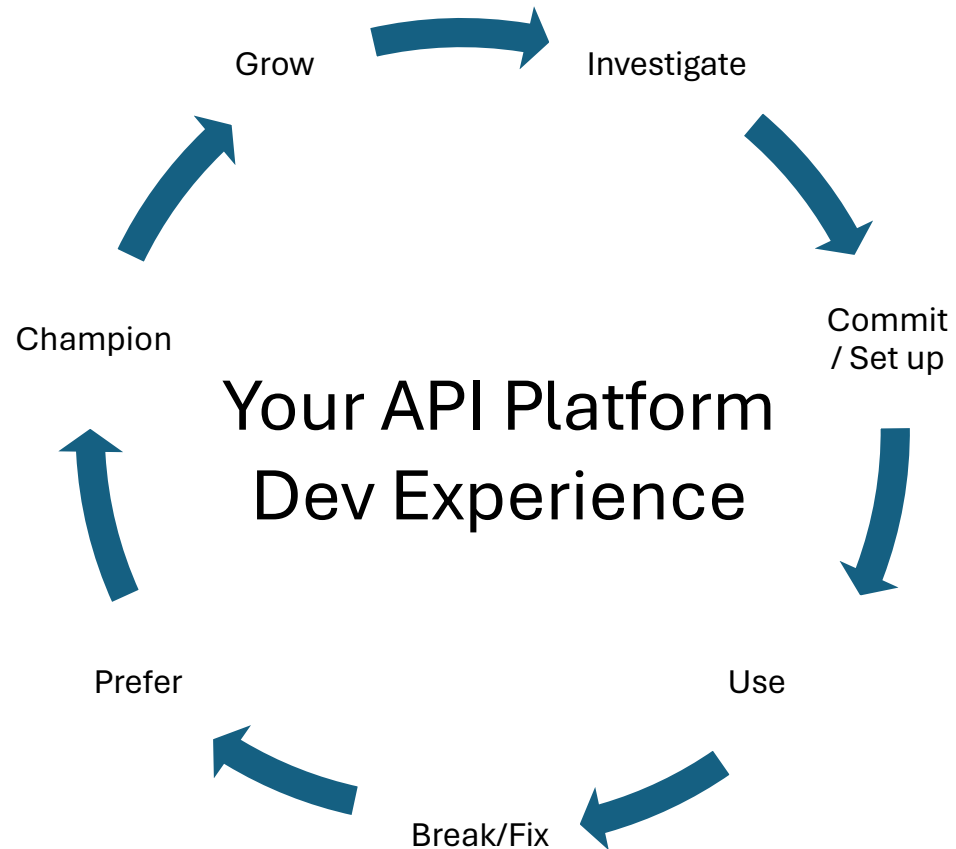 Grow
Investigate
Commit
/ Set up
Champion
Your API Platform
Dev Experience
Prefer
Use
Break/Fix